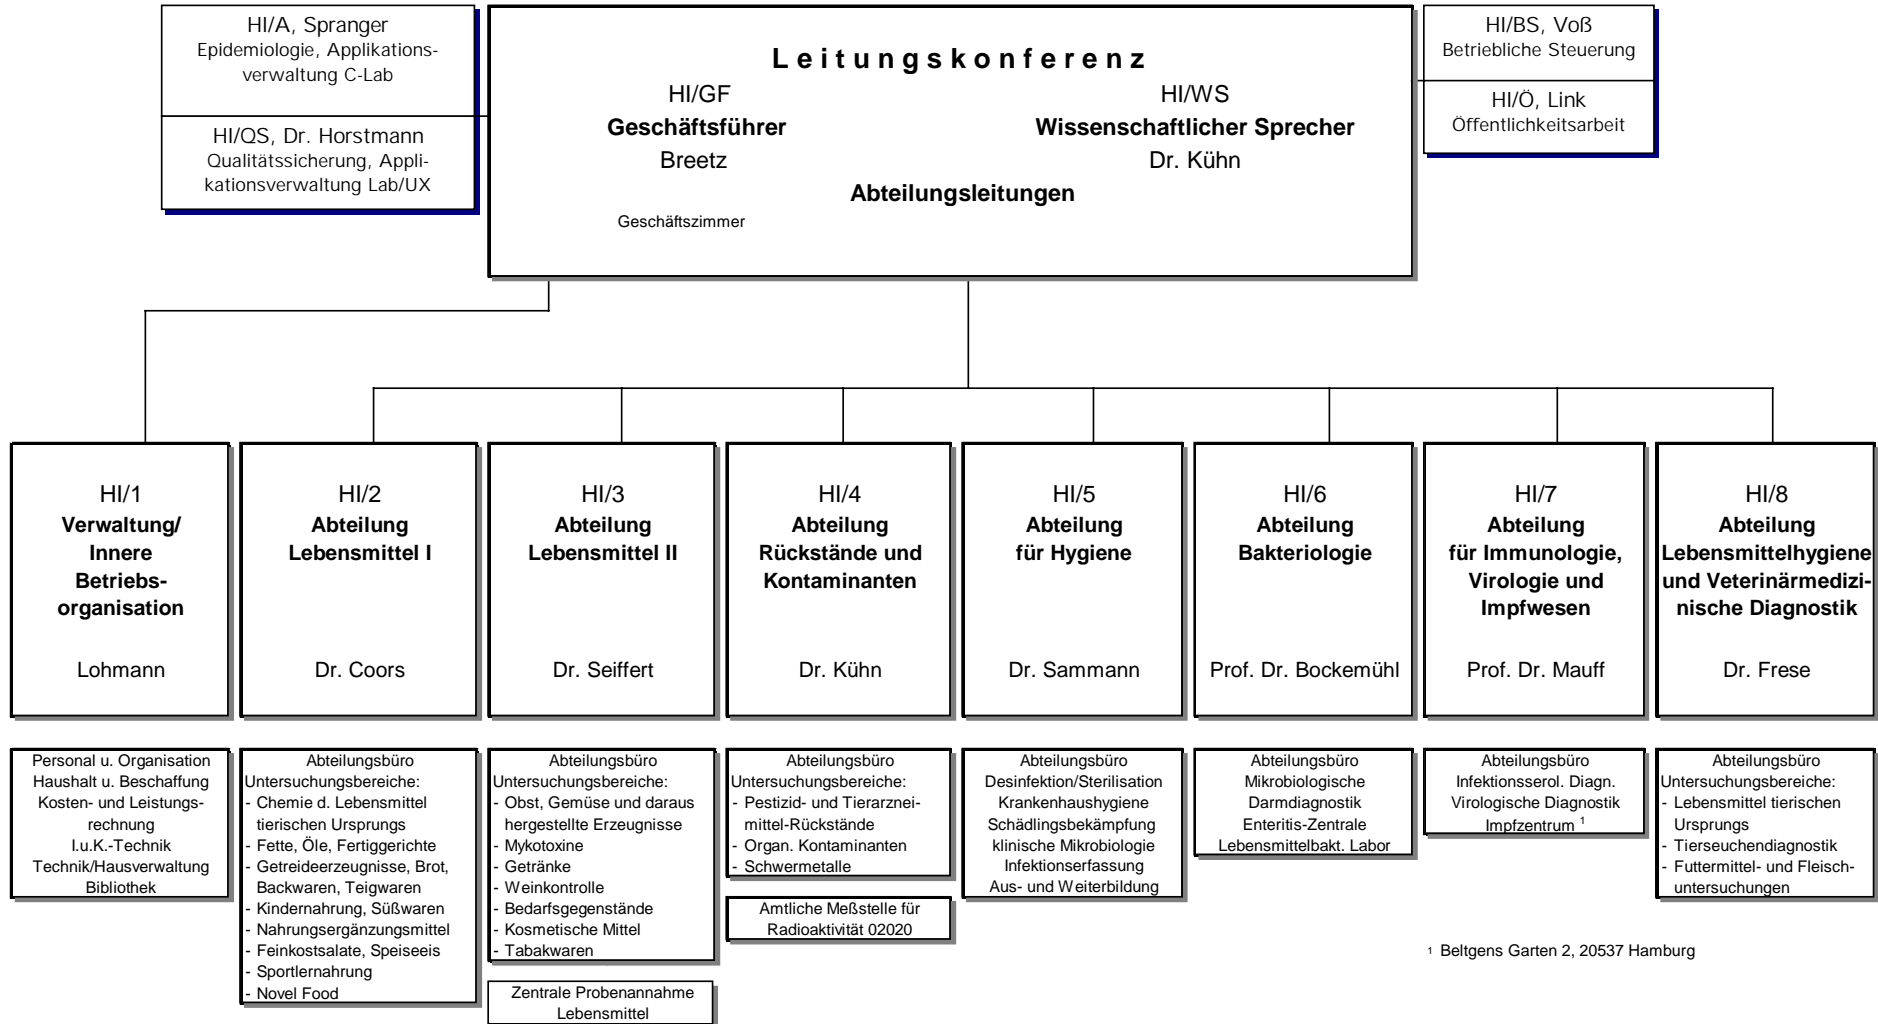 HI/A, Spranger
Epidemiologie, Applikations-
verwaltung C-Lab
HI/QS, Dr. Horstmann
Qualitätssicherung, Appli-
kationsverwaltung Lab/UX
Leitungskonferenz
HI/GF
Geschäftsführer
Breetz
HI/WS
Wissenschaftlicher Sprecher
Dr. Kühn
Abteilungsleitungen
Geschäftszimmer
HI/BS, Voß
Betriebliche Steuerung
HI/Ö, Link
Öffentlichkeitsarbeit
HI/1
Verwaltung/
Innere
Betriebs-
organisation
Lohmann
HI/2
Abteilung
Lebensmittel I
Dr. Coors
HI/3
Abteilung
Lebensmittel II
Dr. Seiffert
HI/4
Abteilung
Rückstände und
Kontaminanten
Dr. Kühn
HI/5
Abteilung
für Hygiene
Dr. Sammann
HI/6
Abteilung
Bakteriologie
Prof. Dr. Bockemühl
HI/7
Abteilung
für Immunologie,
Virologie und
Impfwesen
Prof. Dr. Mauff
HI/8
Abteilung
Lebensmittelhygiene
und Veterinärmedizi-
nische Diagnostik
Dr. Frese
Personal u. Organisation
Haushalt u. Beschaffung
Kosten- und Leistungs-
rechnung
I.u.K.-Technik
Technik/Hausverwaltung
Bibliothek
Abteilungsbüro
Untersuchungsbereiche:
- Chemie d. Lebensmittel
tierischen Ursprungs
- Fette, Öle, Fertiggerichte
- Getreideerzeugnisse, Brot,
Backwaren, Teigwaren
- Kindernahrung, Süßwaren
- Nahrungsergänzungsmittel
- Feinkostsalate, Speiseeis
- Sportlernahrung
- Novel Food
Abteilungsbüro
Untersuchungsbereiche:
- Obst, Gemüse und daraus
hergestellte Erzeugnisse
- Mykotoxine
- Getränke
- Weinkontrolle
- Bedarfsgegenstände
- Kosmetische Mittel
- Tabakwaren
Zentrale Probenannahme
Lebensmittel
Abteilungsbüro
Untersuchungsbereiche:
- Pestizid- und Tierarznei-
mittel-Rückstände
- Organ. Kontaminanten
- Schwermetalle
Amtliche Meßstelle für
Radioaktivität 02020
Abteilungsbüro
Desinfektion/Sterilisation
Krankenhaushygiene
Schädlingsbekämpfung
klinische Mikrobiologie
Infektionserfassung
Aus- und Weiterbildung
Abteilungsbüro
Mikrobiologische
Darmdiagnostik
Enteritis-Zentrale
Lebensmittelbakt. Labor
Abteilungsbüro
Infektionsserol. Diagn.
Virologische Diagnostik
Impfzentrum ¹
Abteilungsbüro
Untersuchungsbereiche:
- Lebensmittel tierischen
Ursprungs
- Tierseuchendiagnostik
- Futtermittel- und Fleisch-
untersuchungen
¹ Beltgens Garten 2, 20537 Hamburg